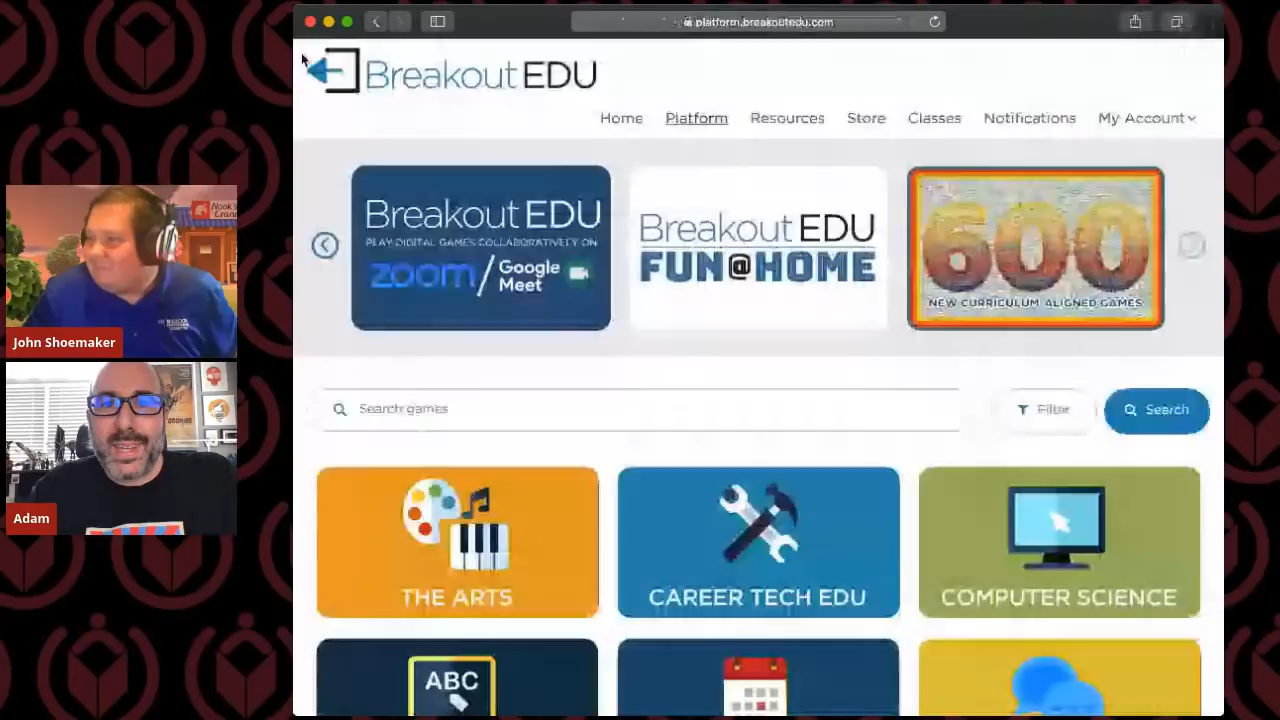 platform.breakoutedu.com
Breakout EDU
Home Platform Resources Store Classes Notifications My Account
Breakout EDU
PLAY DIGITAL GAMES COLLABORATIVELY ON
zoom / Google Meet
Breakout EDU
FUN@HOME
600
NEW CURRICULUM ALIGNED GAMES
Search games
Filter
Search
THE ARTS
CAREER TECH EDU
COMPUTER SCIENCE
ABC
John Shoemaker
Adam